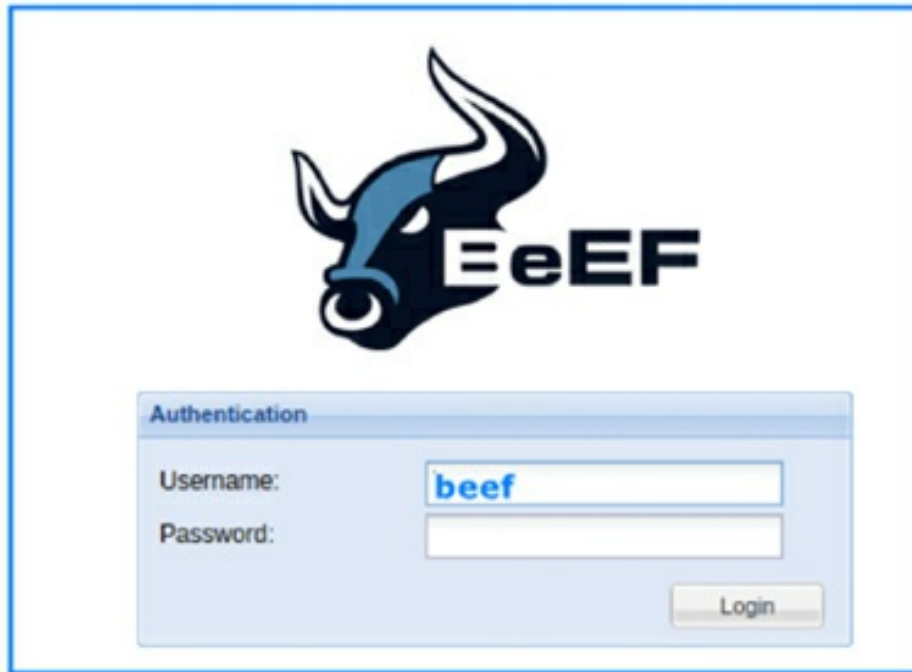 BeEF
Authentication
Username: beef
Password:
Login